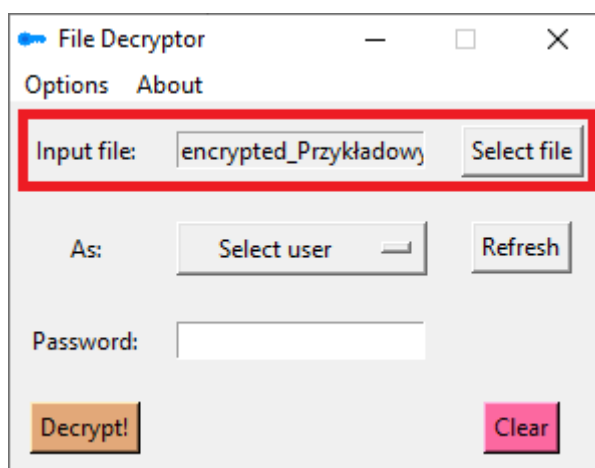 File Decryptor
Options About
Input file: encrypted_Przykładowy Select file
As: Select user Refresh
Password:
Decrypt! Clear